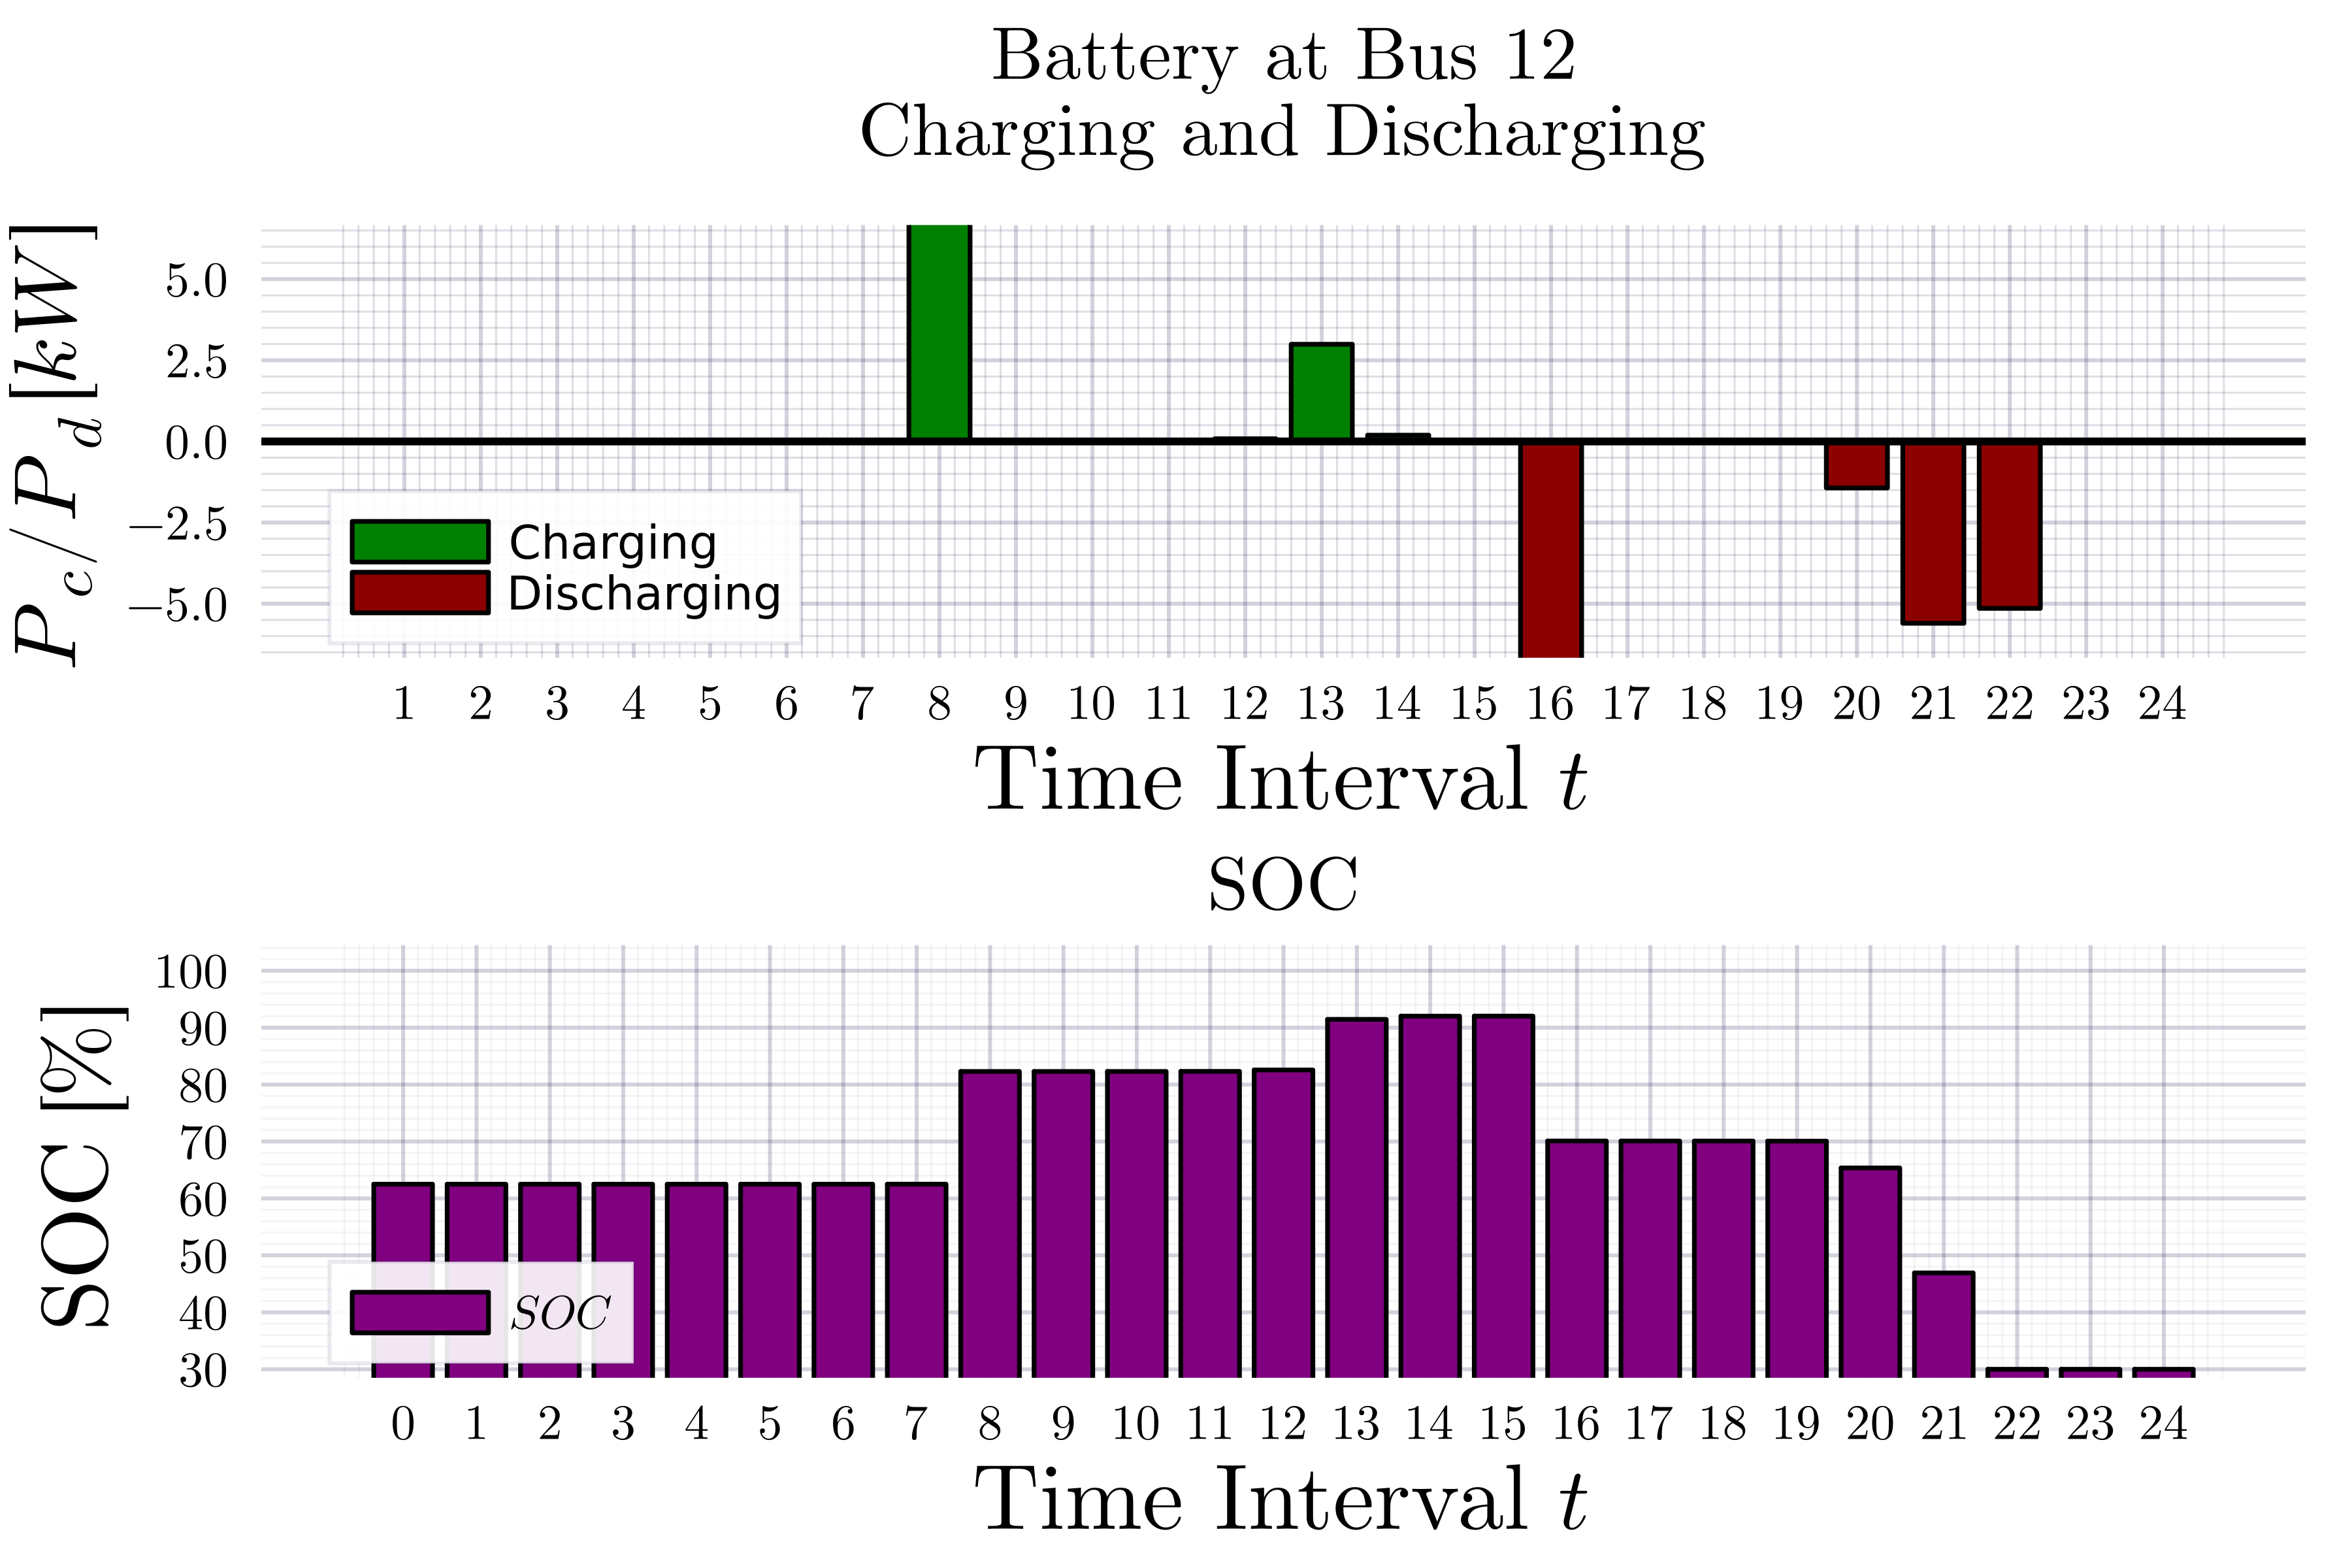 Battery at Bus 12
Charging and Discharging
P_c/P_d [kW]
5.0
2.5
0.0
−2.5
−5.0
Charging
Discharging
1 2 3 4 5 6 7 8 9 10 11 12 13 14 15 16 17 18 19 20 21 22 23 24
Time Interval t
SOC
SOC [%]
100
90
80
70
60
50
40
30
SOC
0 1 2 3 4 5 6 7 8 9 10 11 12 13 14 15 16 17 18 19 20 21 22 23 24
Time Interval t